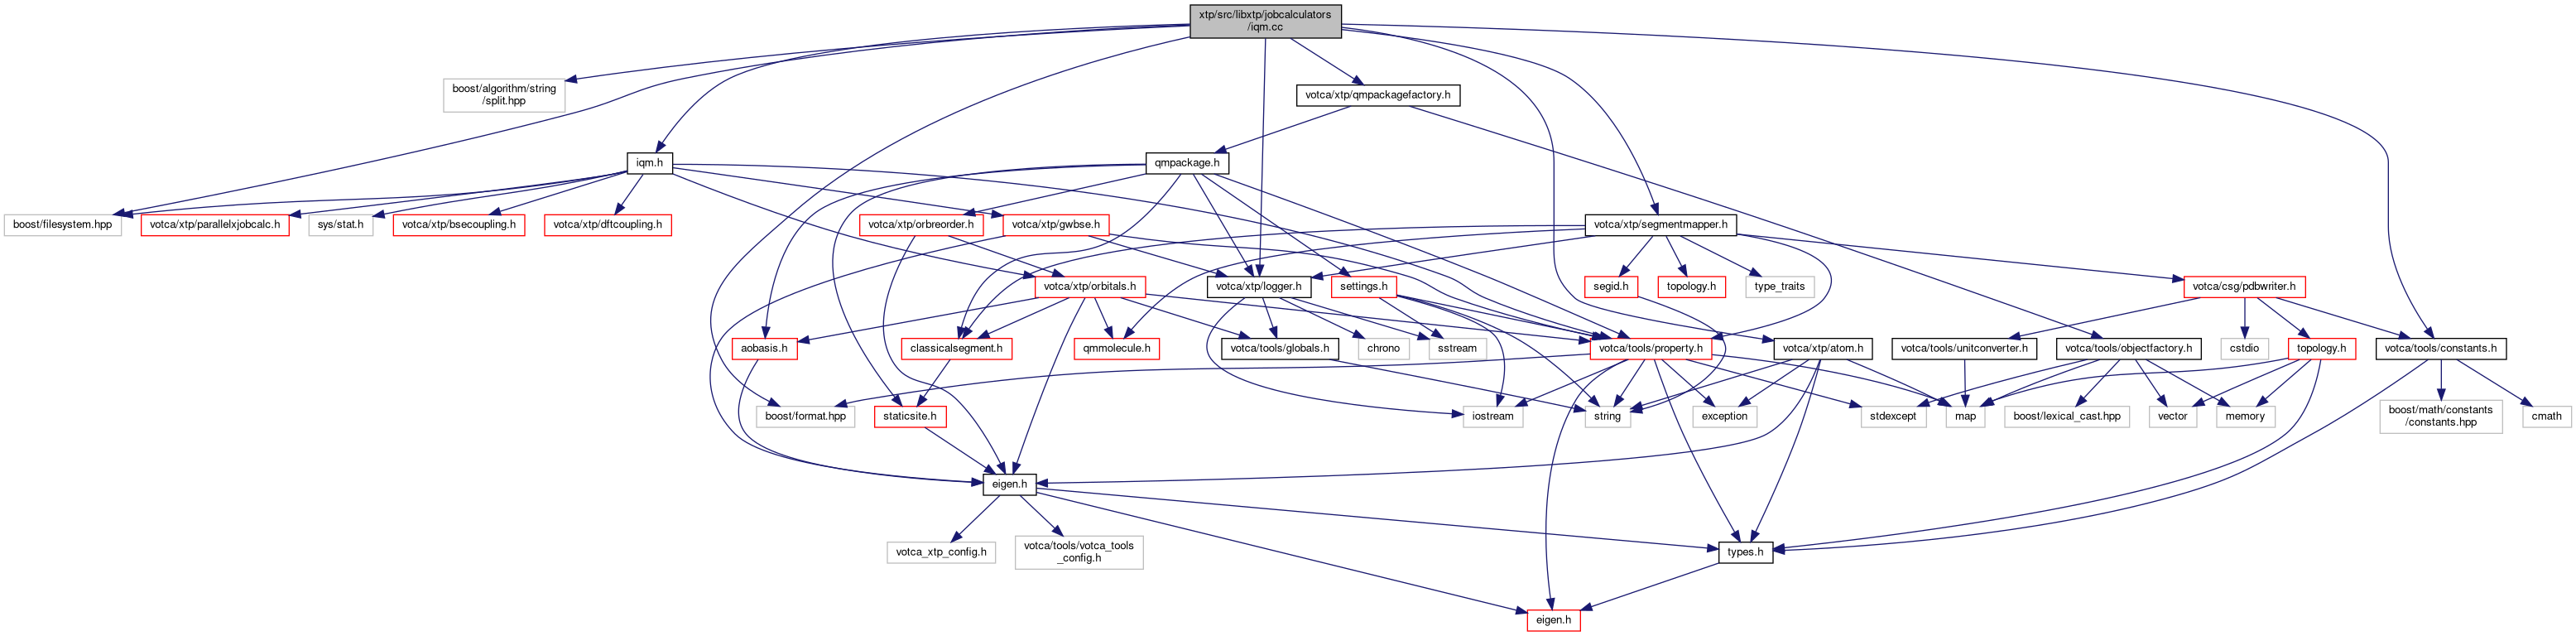 xtp/src/libxtp/jobcalculators
/iqm.cc
boost/algorithm/string
/split.hpp
votca/xtp/qmpackagefactory.h
iqm.h
qmpackage.h
boost/filesystem.hpp
votca/xtp/parallelxjobcalc.h
sys/stat.h
votca/xtp/bsecoupling.h
votca/xtp/dftcoupling.h
votca/xtp/orbreorder.h
votca/xtp/gwbse.h
votca/xtp/segmentmapper.h
votca/xtp/orbitals.h
votca/xtp/logger.h
settings.h
segid.h
topology.h
type_traits
votca/csg/pdbwriter.h
aobasis.h
classicalsegment.h
qmmolecule.h
votca/tools/globals.h
chrono
sstream
votca/tools/property.h
votca/xtp/atom.h
votca/tools/unitconverter.h
votca/tools/objectfactory.h
cstdio
topology.h
votca/tools/constants.h
boost/format.hpp
staticsite.h
iostream
string
exception
stdexcept
map
boost/lexical_cast.hpp
vector
memory
boost/math/constants
/constants.hpp
cmath
eigen.h
votca_xtp_config.h
votca/tools/votca_tools
_config.h
types.h
eigen.h